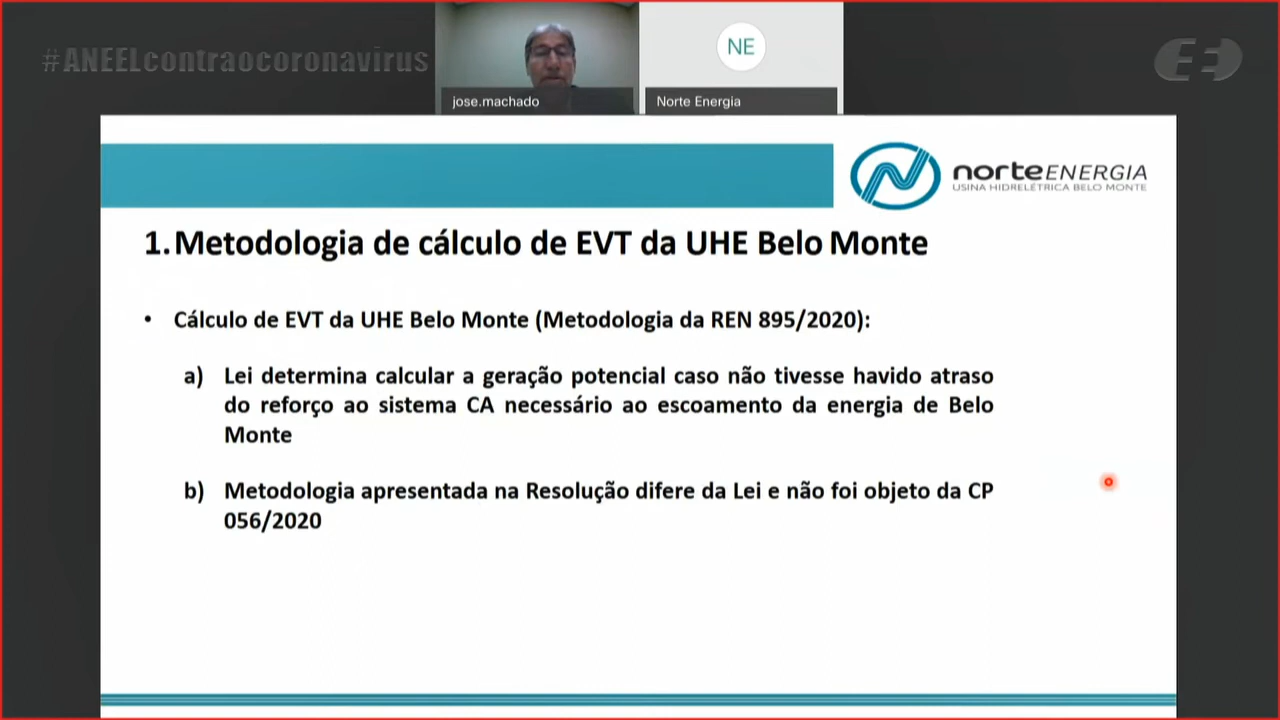 #ANEELcontraocoronavirus
NE
jose.machado
Norte Energia
norteENERGIA
USINA HIDRELÉTRICA BELO MONTE
1. Metodologia de cálculo de EVT da UHE Belo Monte
• Cálculo de EVT da UHE Belo Monte (Metodologia da REN 895/2020):
a) Lei determina calcular a geração potencial caso não tivesse havido atraso
do reforço ao sistema CA necessário ao escoamento da energia de Belo
Monte
b) Metodologia apresentada na Resolução difere da Lei e não foi objeto da CP
056/2020